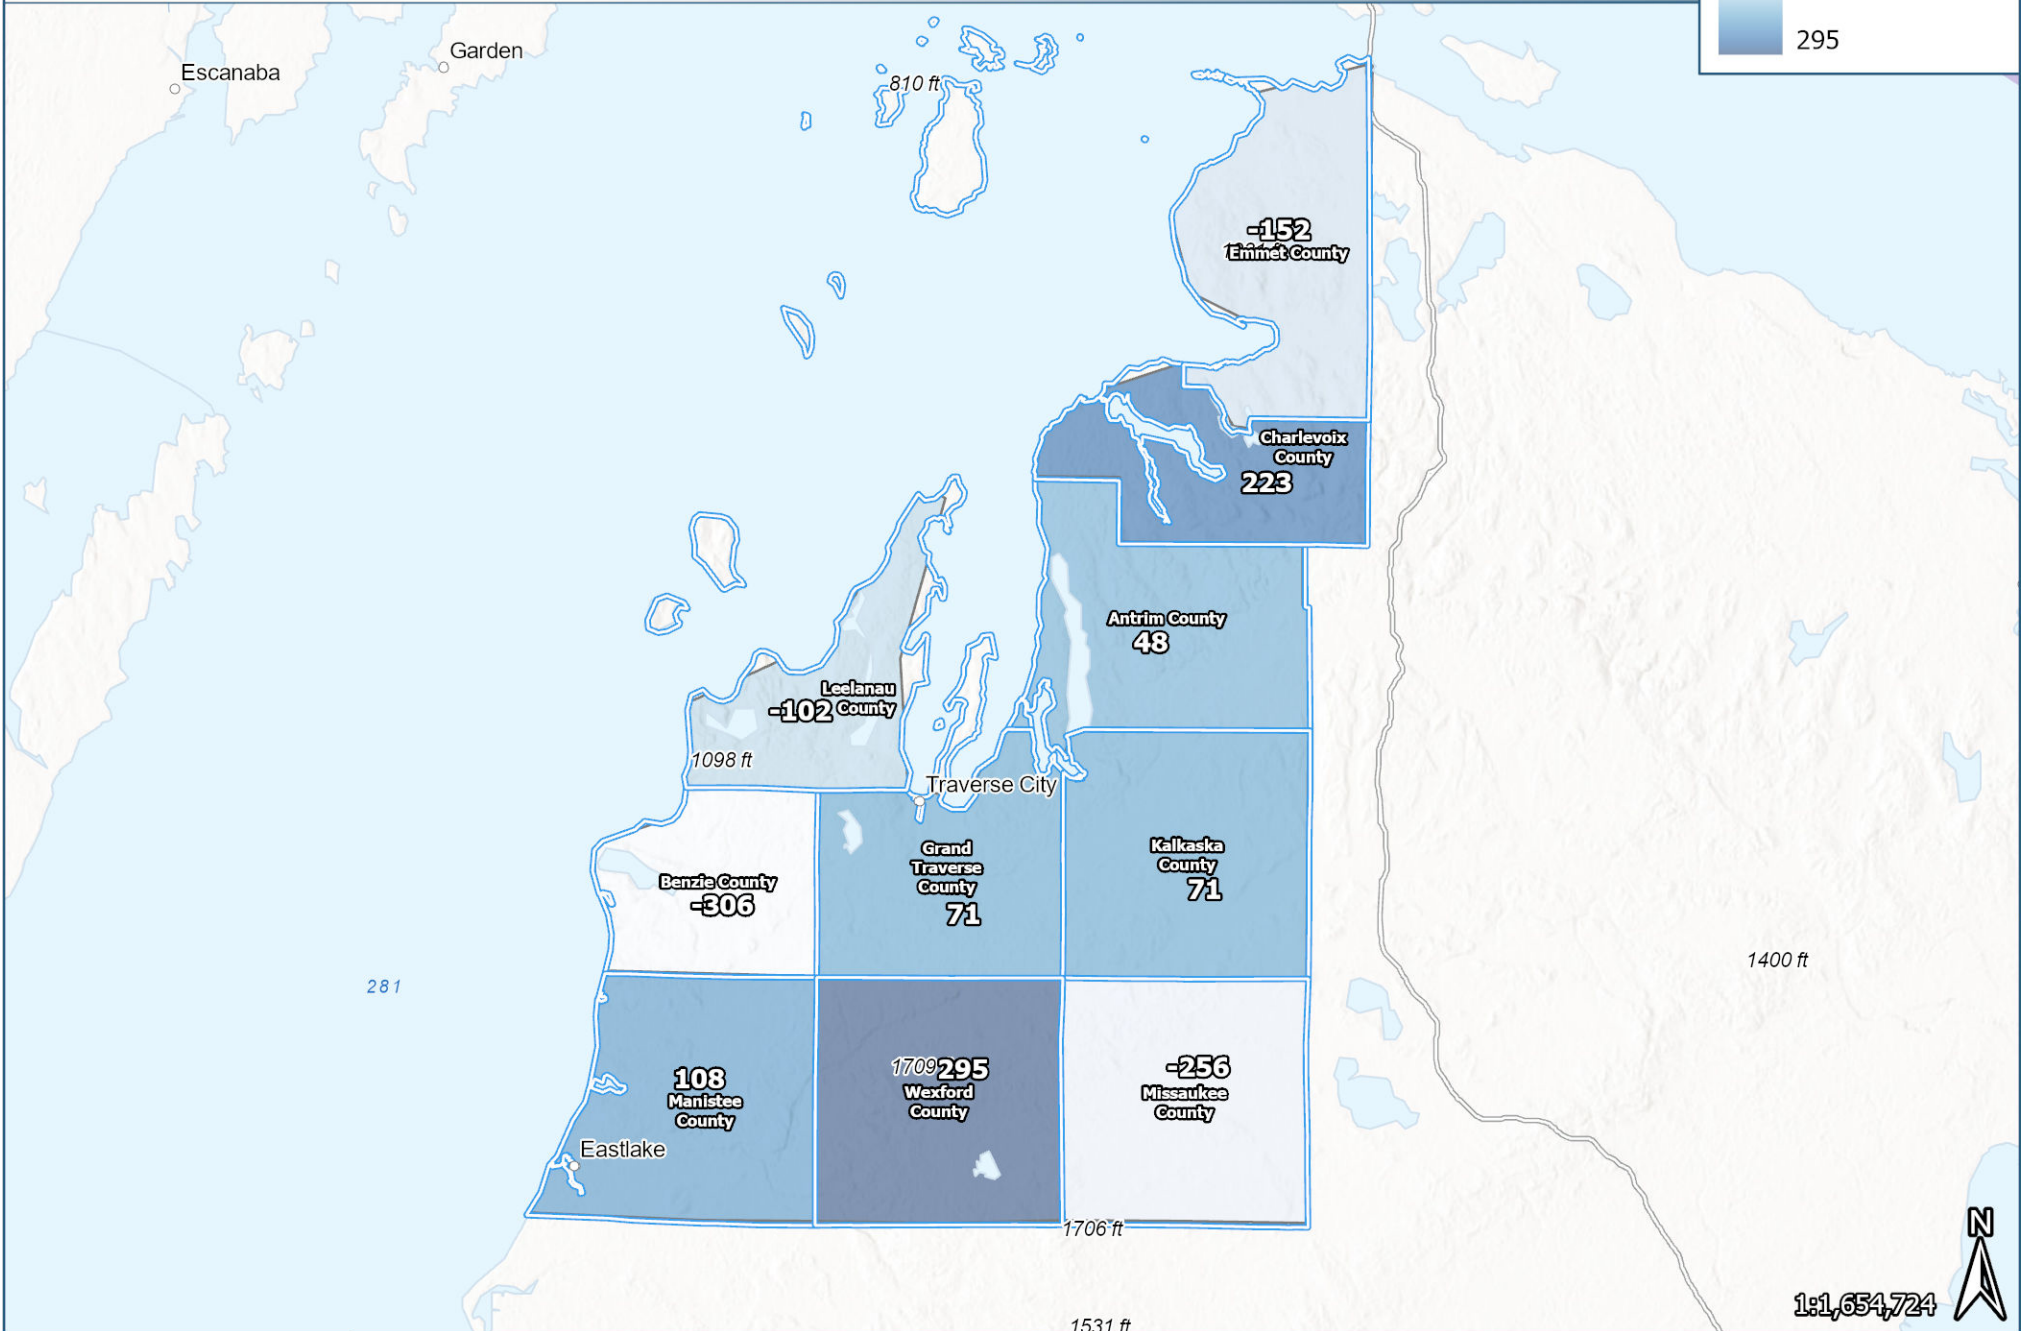 295
Garden
Escanaba
810 ft
-152
Emmet County
Charlevoix
County
223
Antrim County
48
Leelanau
-102 County
1098 ft
Traverse City
Grand
Traverse
County
71
Kalkaska
County
71
Benzie County
-306
1400 ft
281
108
Manistee
County
1709 295
Wexford
County
-256
Missaukee
County
Eastlake
1706 ft
N
1:1,654,724
1531 ft